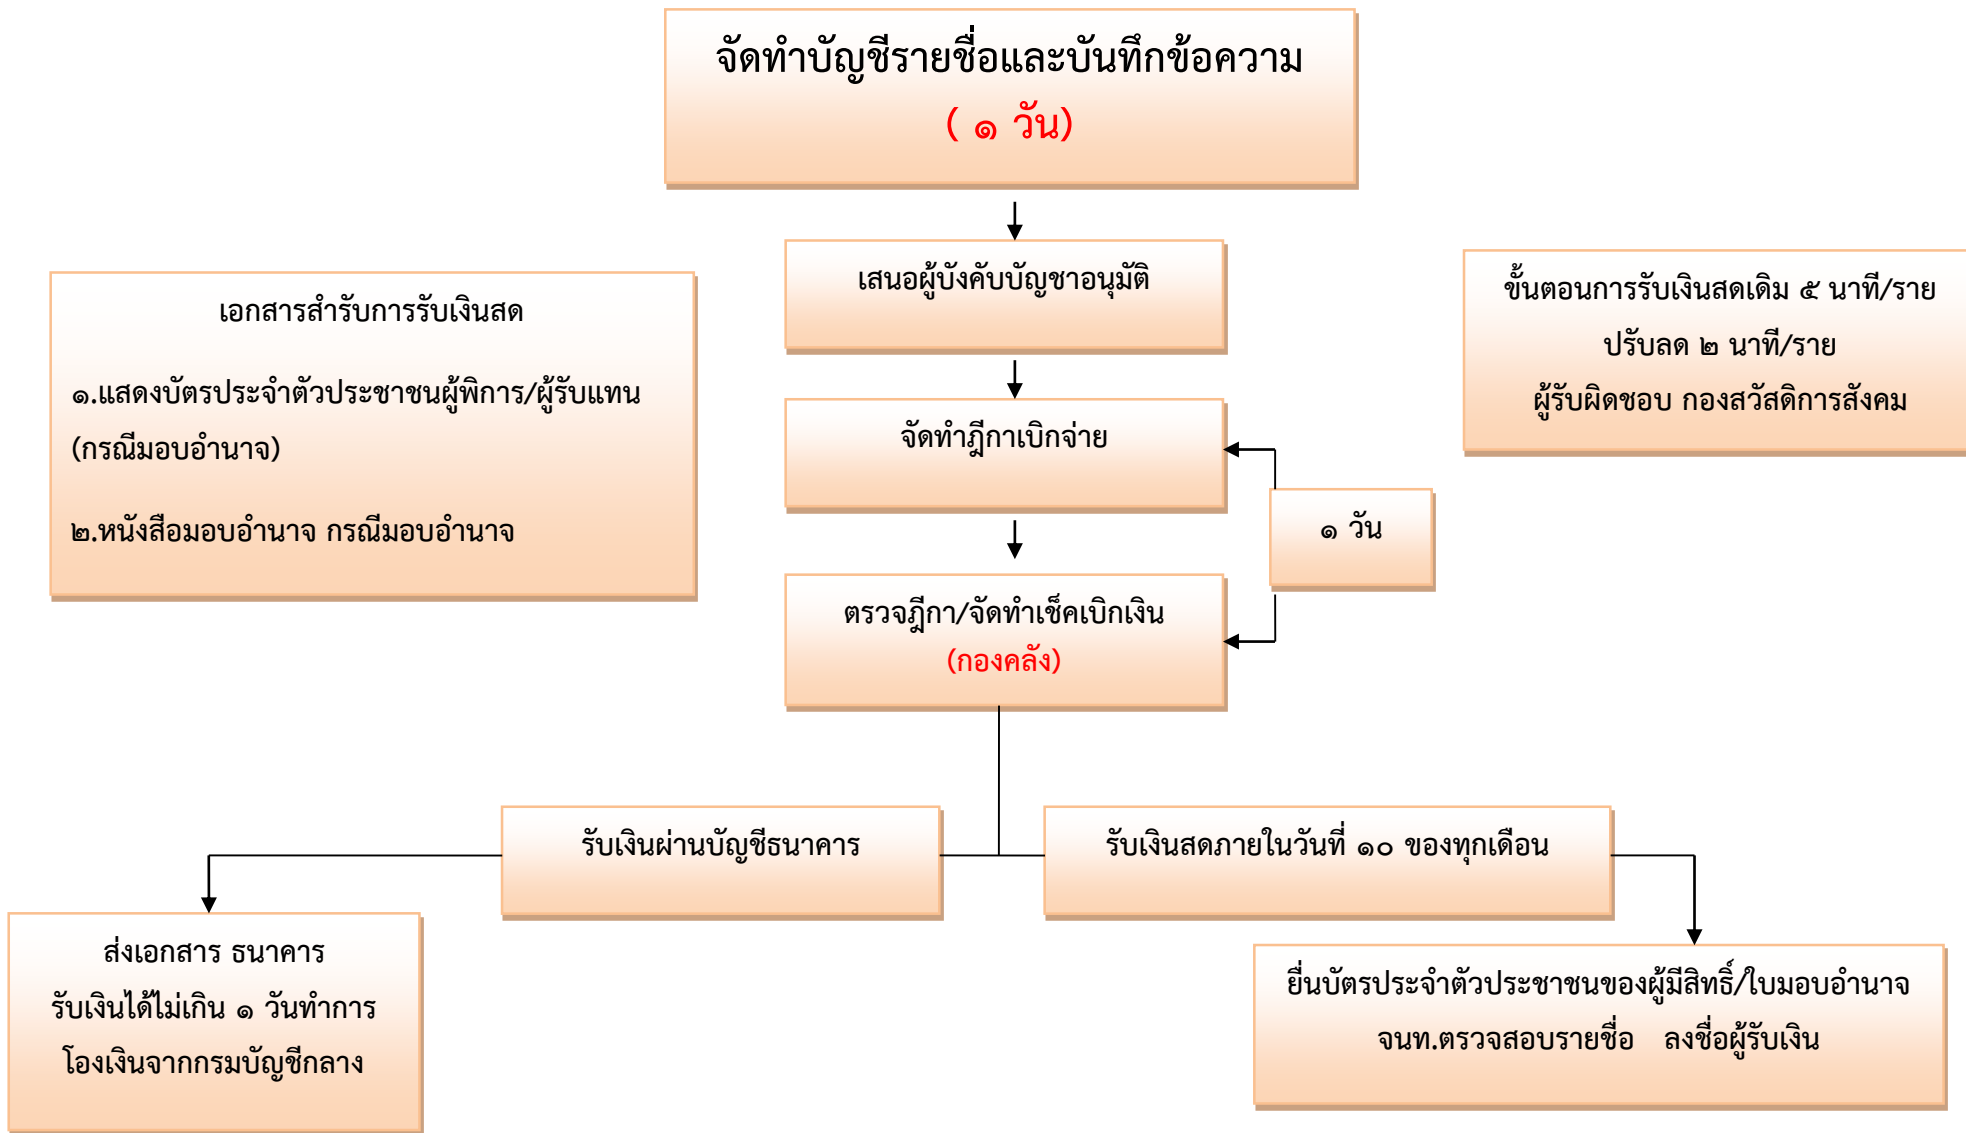 จัดทำบัญชีรายชื่อและบันทึกข้อความ
( ๑ วัน)
เสนอผู้บังคับบัญชาอนุมัติ
เอกสารสำรับการรับเงินสด
๑.แสดงบัตรประจำตัวประชาชนผู้พิการ/ผู้รับแทน
(กรณีมอบอำนาจ)
๒.หนังสือมอบอำนาจ กรณีมอบอำนาจ
ขั้นตอนการรับเงินสดเดิม ๕ นาที/ราย
ปรับลด ๒ นาที/ราย
ผู้รับผิดชอบ กองสวัสดิการสังคม
จัดทำฎีกาเบิกจ่าย
๑ วัน
ตรวจฎีกา/จัดทำเช็คเบิกเงิน
(กองคลัง)
รับเงินผ่านบัญชีธนาคาร
รับเงินสดภายในวันที่ ๑๐ ของทุกเดือน
ส่งเอกสาร ธนาคาร
รับเงินได้ไม่เกิน ๑ วันทำการ
โองเงินจากกรมบัญชีกลาง
ยื่นบัตรประจำตัวประชาชนของผู้มีสิทธิ์/ใบมอบอำนาจ
จนท.ตรวจสอบรายชื่อ ลงชื่อผู้รับเงิน